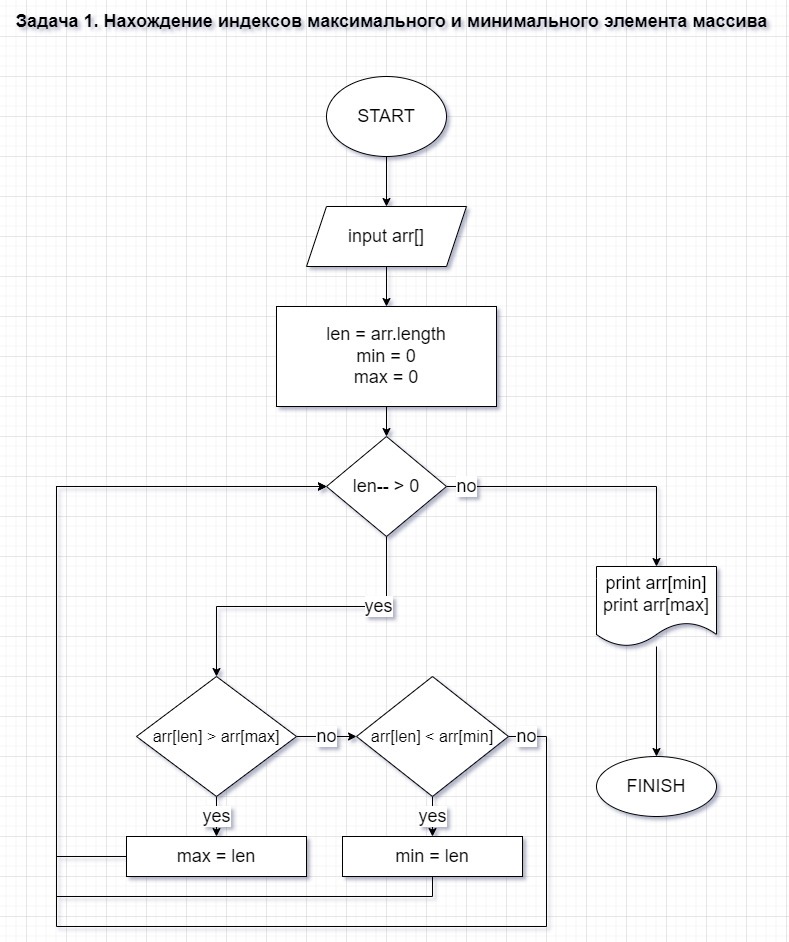 Задача 1. Нахождение индексов максимального и минимального элемента массива
START
input arr[]
len = arr.length
min = 0
max = 0
len-- > 0
no
print arr[min]
print arr[max]
yes
arr[len] > arr[max]
no
arr[len] < arr[min]
no
FINISH
yes
yes
max = len
min = len